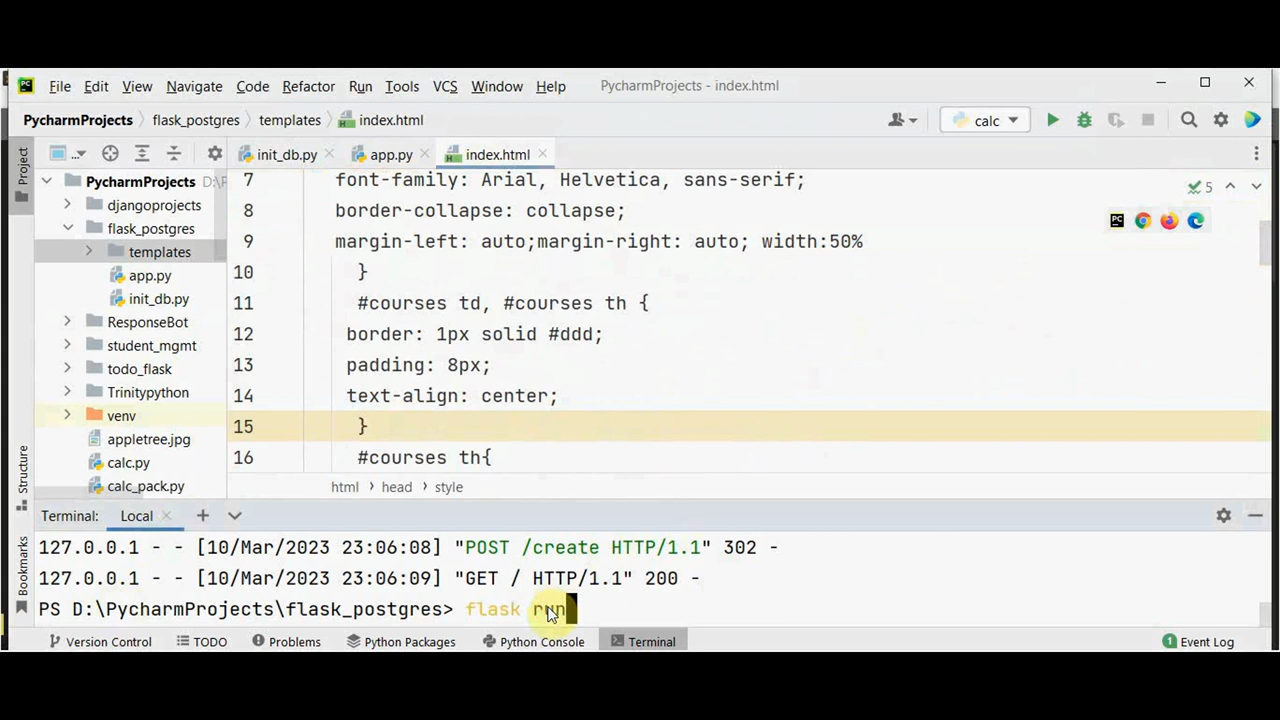 PC File Edit View Navigate Code Refactor Run Tools VCS Window Help PycharmProjects - index.html
PycharmProjects flask_postgres templates index.html calc
Project
... init_db.py app.py index.html
PycharmProjects
djangoprojects
flask_postgres
templates
app.py
init_db.py
ResponseBot
student_mgmt
todo_flask
Trinitypython
venv
appletree.jpg
calc.py
calc_pack.py
7 font-family: Arial, Helvetica, sans-serif;
8 border-collapse: collapse;
9 margin-left: auto;margin-right: auto; width:50%
10 }
11 #courses td, #courses th {
12 border: 1px solid #ddd;
13 padding: 8px;
14 text-align: center;
15 }
16 #courses th{
5
PC
html head style
Structure
Bookmarks
Terminal: Local
127.0.0.1 - - [10/Mar/2023 23:06:08] "POST /create HTTP/1.1" 302 -
127.0.0.1 - - [10/Mar/2023 23:06:09] "GET / HTTP/1.1" 200 -
PS D:\PycharmProjects\flask_postgres> flask run
Version Control TODO Problems Python Packages Python Console Terminal 1 Event Log